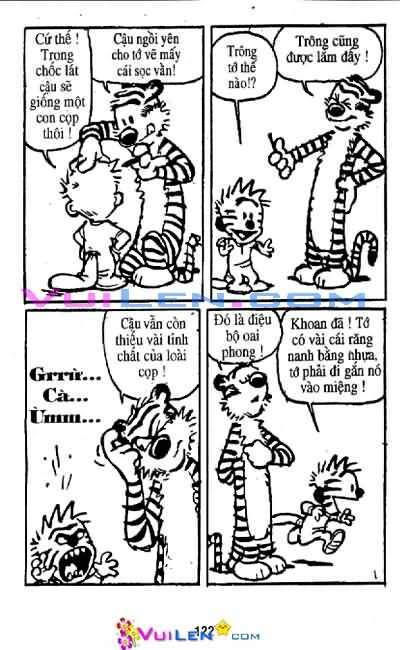 Cứ thế !
Trong
chốc lát
cậu sẽ
giống một
con cọp
thôi !
Cậu ngồi yên
cho tớ vẽ mấy
cái sọc vằn!
Trông
tớ thế
nào!?
Trông cũng
được lắm đấy !
VUILEN.COM
Grrừ...
Cà...
Ùmm...
Cậu vẫn còn
thiếu vài tính
chất của loài
cọp !
Đó là điệu
bộ oai
phong !
Khoan đã ! Tớ
có vài cái răng
nanh bằng nhựa,
tớ phải đi gắn nó
vào miệng !
122
VUILEN.COM